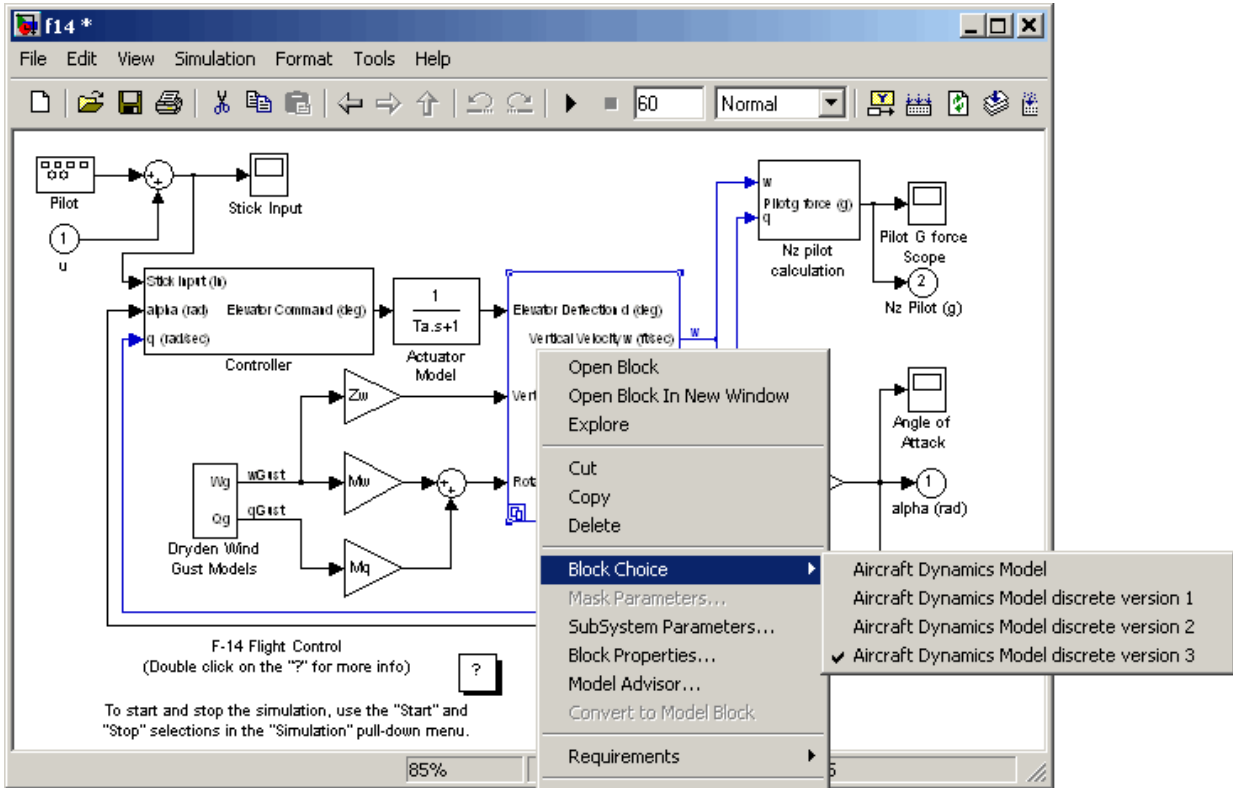 f14 *
File Edit View Simulation Format Tools Help
60 Normal
Pilot
Stick Input
1
u
w
Pilot g force (g)
q
Nz pilot
calculation
Pilot G force
Scope
2
Nz Pilot (g)
Stick Input (in)
alpha (rad) Elevator Command (deg)
q (rad/sec)
Controller
1
Ta.s+1
Actuator
Model
Elevator Deflection d (deg)
Vertical Velocity w (ft/sec)
w
Zw
Mw
Mq
Wg wGust
Qg qGust
Dryden Wind
Gust Models
Angle of
Attack
1
alpha (rad)
F-14 Flight Control
(Double click on the "?" for more info)
?
To start and stop the simulation, use the "Start" and
"Stop" selections in the "Simulation" pull-down menu.
Open Block
Open Block In New Window
Explore
Cut
Copy
Delete
Block Choice
Mask Parameters...
SubSystem Parameters...
Block Properties...
Model Advisor...
Convert to Model Block
Requirements
Aircraft Dynamics Model
Aircraft Dynamics Model discrete version 1
Aircraft Dynamics Model discrete version 2
Aircraft Dynamics Model discrete version 3
85%